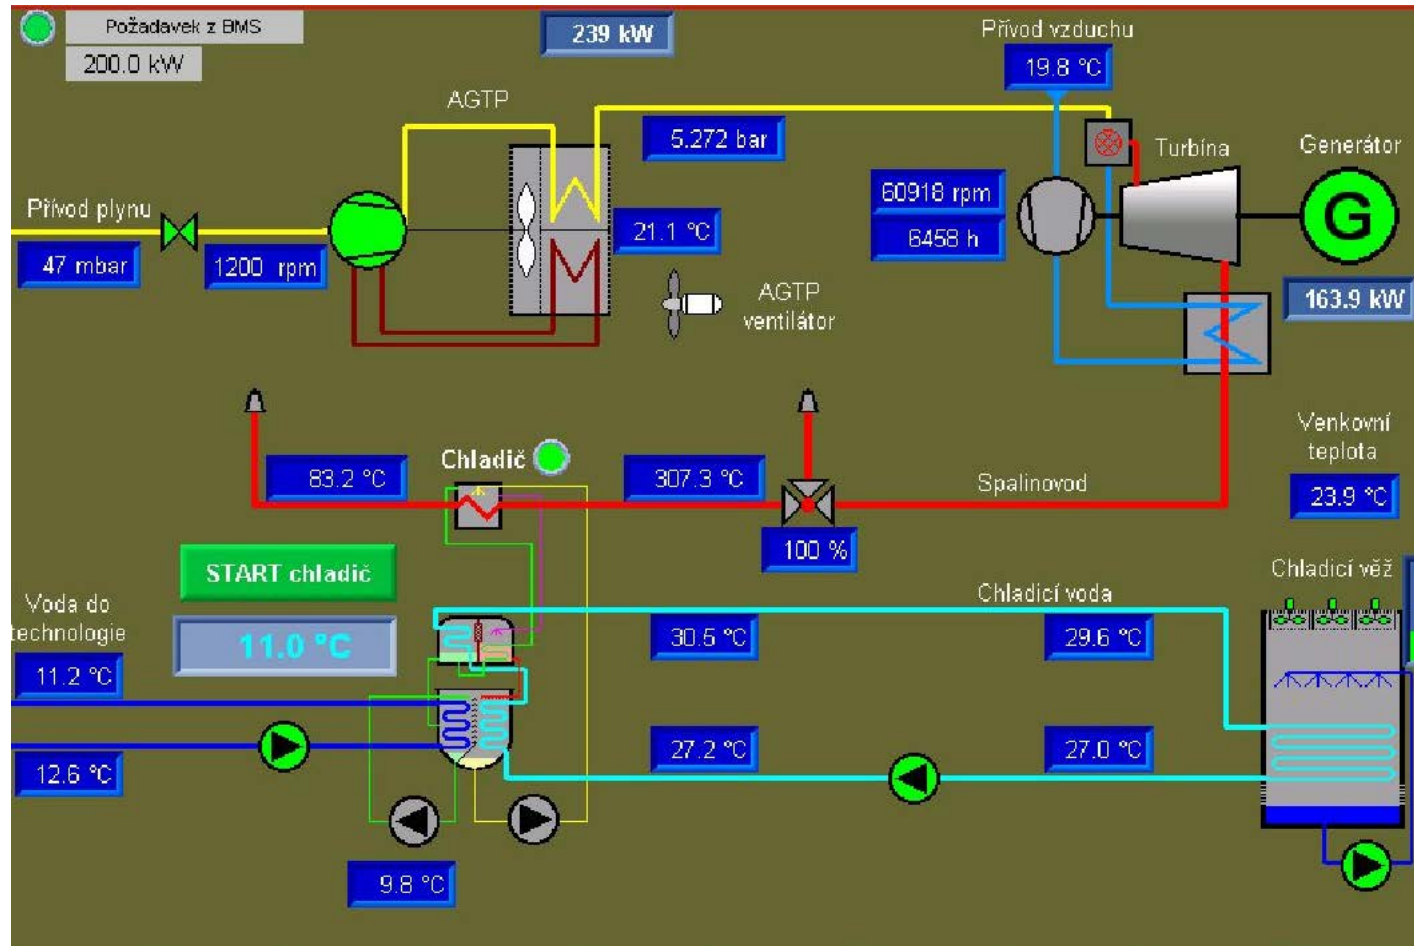 Požadavek z BMS
200.0 kW
239 kW
Přívod vzduchu
19.8 °C
AGTP
5.272 bar
Turbína
Generátor
G
60918 rpm
6458 h
Přívod plynu
47 mbar
1200 rpm
21.1 °C
AGTP
ventilátor
163.9 kW
Venkovní
teplota
23.9 °C
83.2 °C
Chladič
307.3 °C
Spalinovod
100 %
START chladič
11.0 °C
Voda do
technologie
11.2 °C
12.6 °C
Chladicí voda
Chladicí věž
30.5 °C
29.6 °C
27.2 °C
27.0 °C
9.8 °C